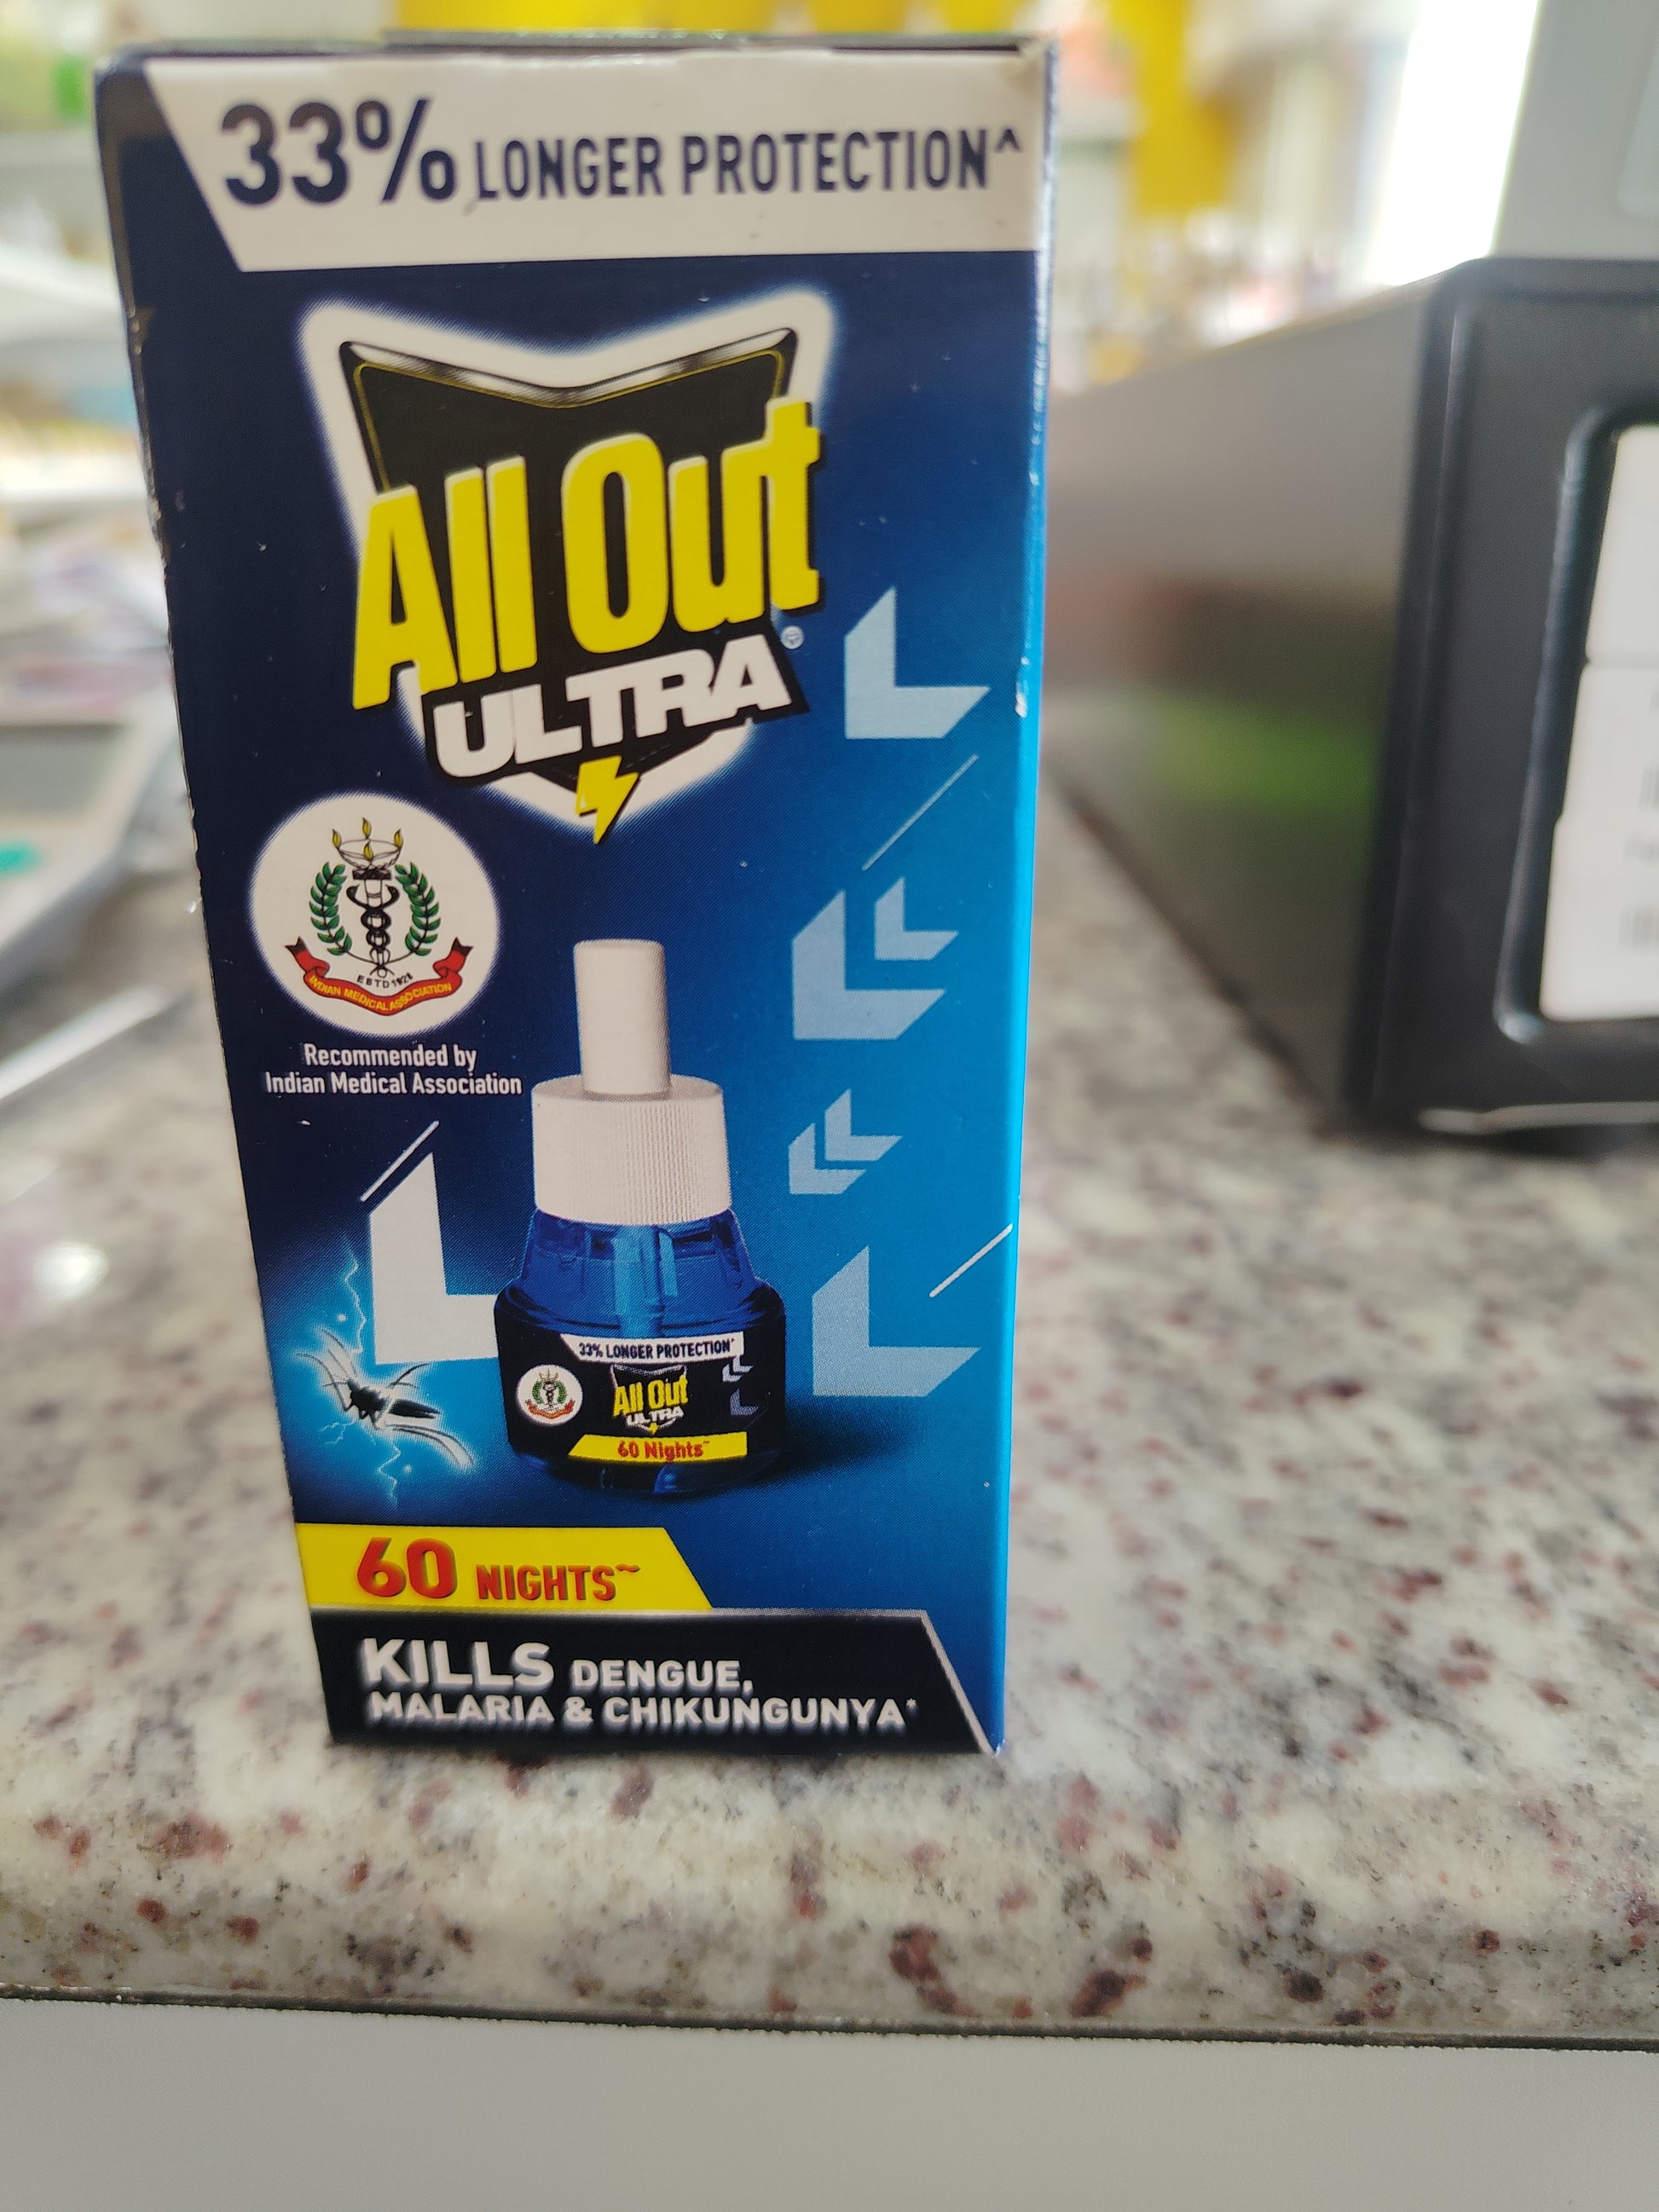 33% LONGER PROTECTION^
All Out
ULTRA®
ESTD 1928
INDIAN MEDICAL ASSOCIATION
Recommended by
Indian Medical Association
33% LONGER PROTECTION^
All Out
ULTRA
60 Nights~
60 NIGHTS~
KILLS DENGUE,
MALARIA & CHIKUNGUNYA*